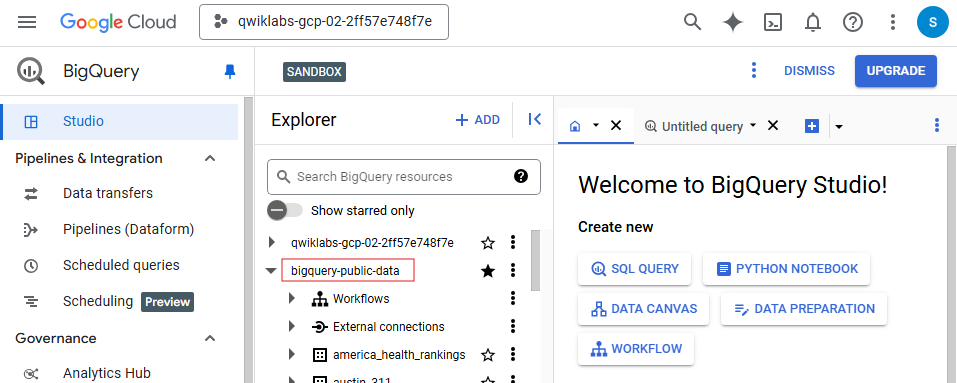 Google Cloud
qwiklabs-gcp-02-2ff57e748f7e
S
BigQuery
SANDBOX
DISMISS
UPGRADE
Studio
Pipelines & Integration
Data transfers
Pipelines (Dataform)
Scheduled queries
Scheduling Preview
Governance
Analytics Hub
Explorer
+ ADD
Search BigQuery resources
Show starred only
qwiklabs-gcp-02-2ff57e748f7e
bigquery-public-data
Workflows
External connections
america_health_rankings
austin_311
Untitled query
Welcome to BigQuery Studio!
Create new
SQL QUERY
PYTHON NOTEBOOK
DATA CANVAS
DATA PREPARATION
WORKFLOW